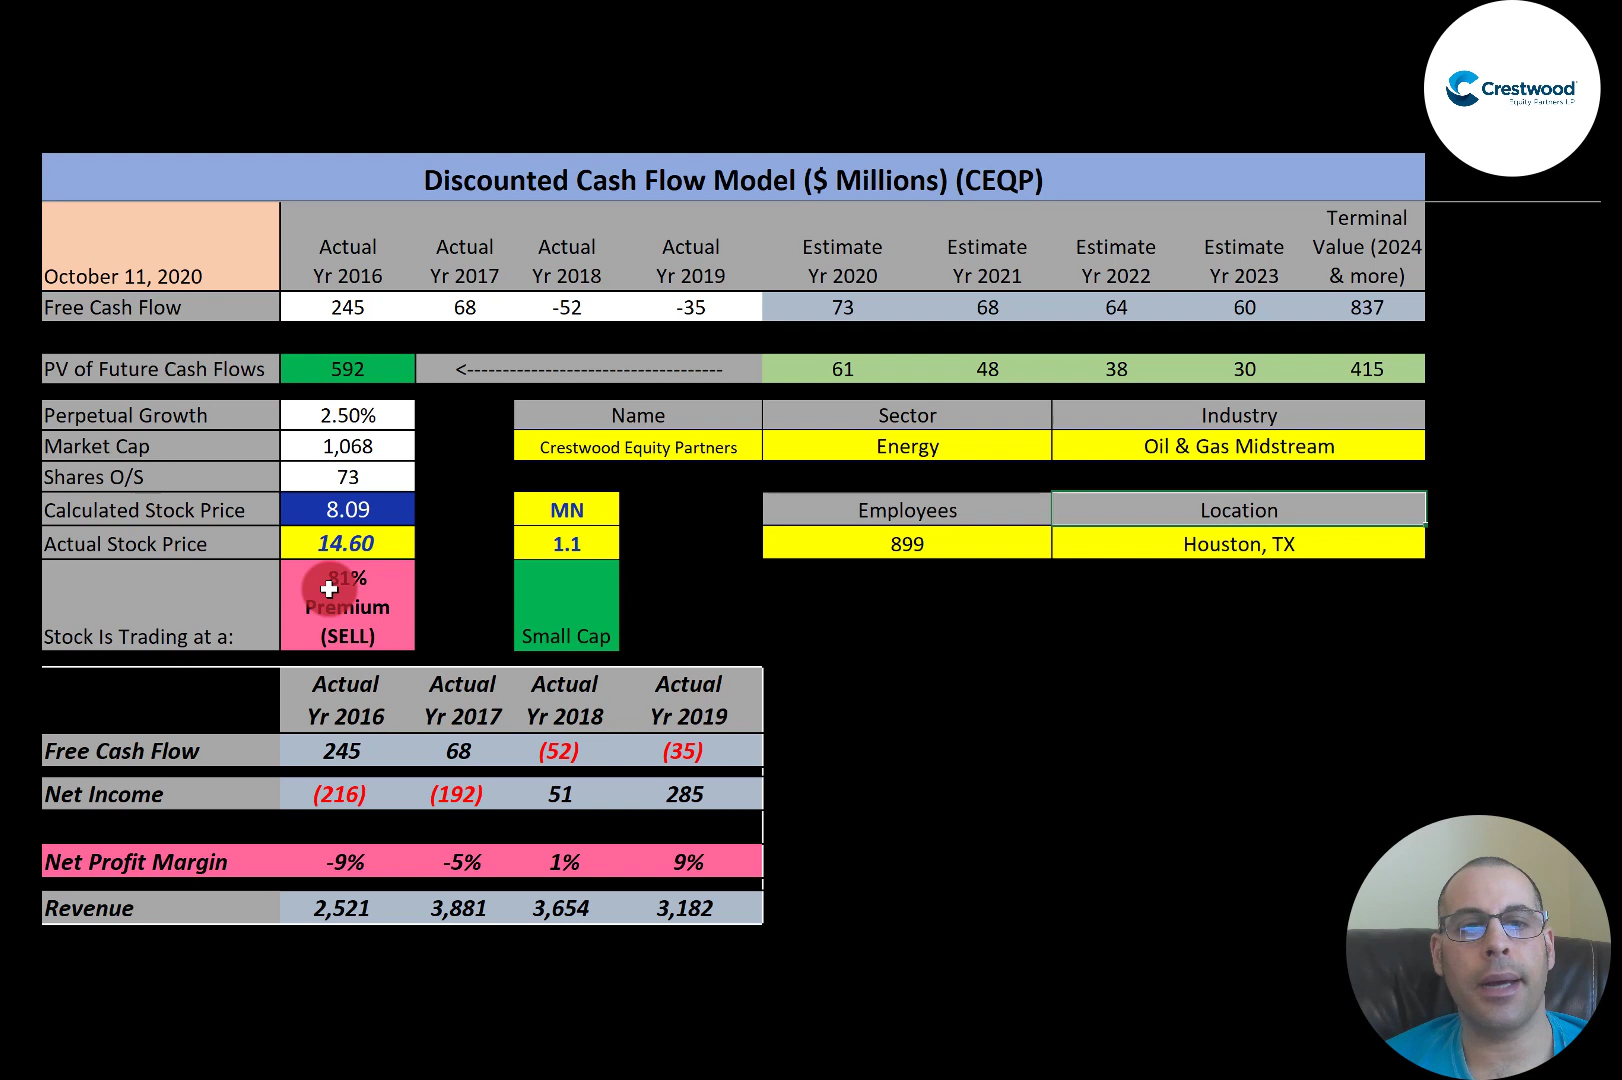 Crestwood
Equity Partners LP
Discounted Cash Flow Model ($ Millions) (CEQP)
October 11, 2020
Actual Yr 2016
Actual Yr 2017
Actual Yr 2018
Actual Yr 2019
Estimate Yr 2020
Estimate Yr 2021
Estimate Yr 2022
Estimate Yr 2023
Terminal Value (2024 & more)
Free Cash Flow 245 68 -52 -35 73 68 64 60 837
PV of Future Cash Flows 592 <------------------------------------ 61 48 38 30 415
Perpetual Growth 2.50% Name Sector Industry
Market Cap 1,068 Crestwood Equity Partners Energy Oil & Gas Midstream
Shares O/S 73
Calculated Stock Price 8.09 MN Employees Location
Actual Stock Price 14.60 1.1 899 Houston, TX
Stock Is Trading at a: 81% Premium (SELL) Small Cap
Actual Yr 2016
Actual Yr 2017
Actual Yr 2018
Actual Yr 2019
Free Cash Flow 245 68 (52) (35)
Net Income (216) (192) 51 285
Net Profit Margin -9% -5% 1% 9%
Revenue 2,521 3,881 3,654 3,182